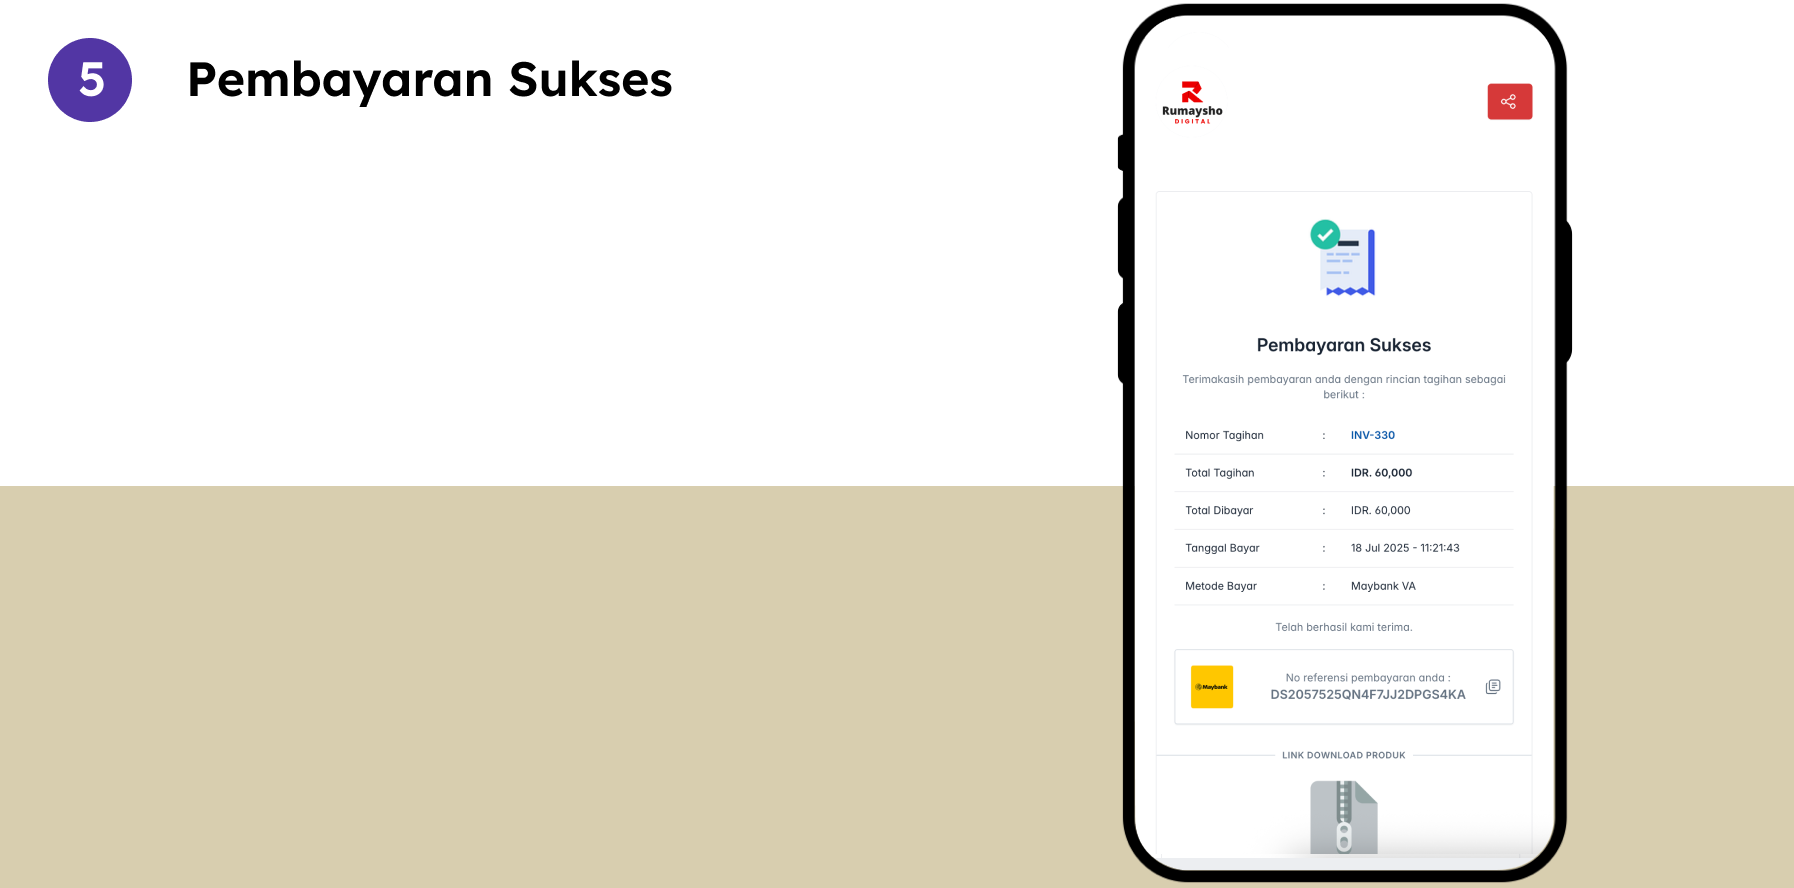 5
Pembayaran Sukses
Rumaysho
DIGITAL
Pembayaran Sukses
Terimakasih pembayaran anda dengan rincian tagihan sebagai
berikut :
Nomor Tagihan : INV-330
Total Tagihan : IDR. 60,000
Total Dibayar : IDR. 60,000
Tanggal Bayar : 18 Jul 2025 - 11:21:43
Metode Bayar : Maybank VA
Telah berhasil kami terima.
Maybank
No referensi pembayaran anda :
DS2057525QN4F7JJ2DPGS4KA
LINK DOWNLOAD PRODUK